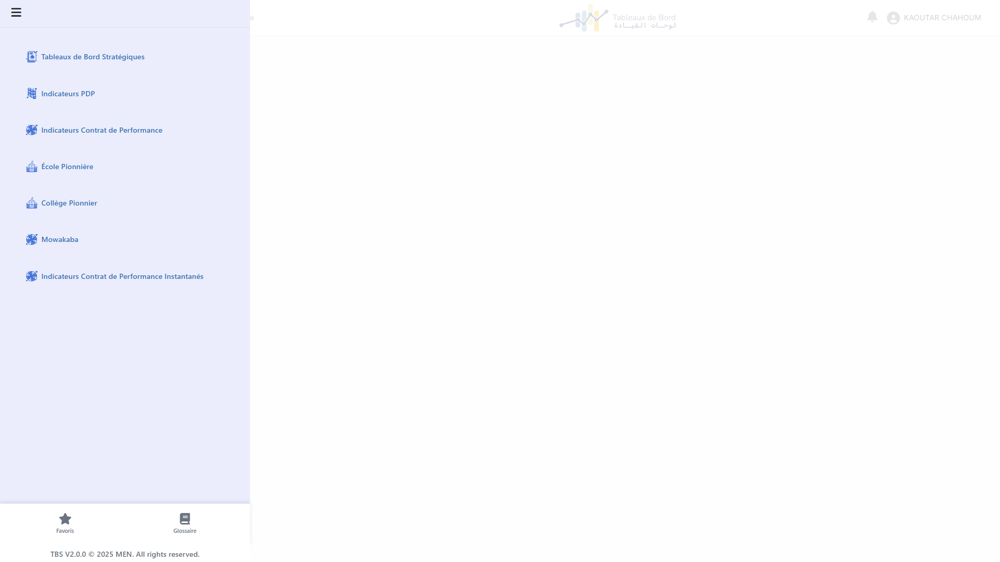 Tableaux de Bord
لوحات القيادة
KAOUTAR CHAHOUM
Tableaux de Bord Stratégiques
Indicateurs PDP
Indicateurs Contrat de Performance
École Pionnière
Collège Pionnier
Mowakaba
Indicateurs Contrat de Performance Instantanés
Favoris
Glossaire
TBS V2.0.0 © 2025 MEN. All rights reserved.